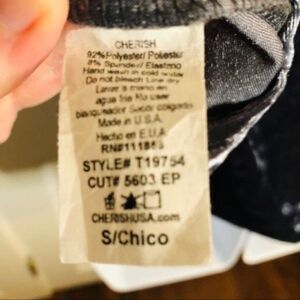 CHERISH
92%Polyester/ Poliester
8% Spandex/ Elastano
Hand wash in cold water
Do not bleach Line dry
Lavar a mano en
agua fria No user
blanqueador Secar colgado
Made in U.S.A.
Hecho en E.U.A
STYLE# T19754
CUT# 5603 EP
CHERISHUSA.com
S/Chico